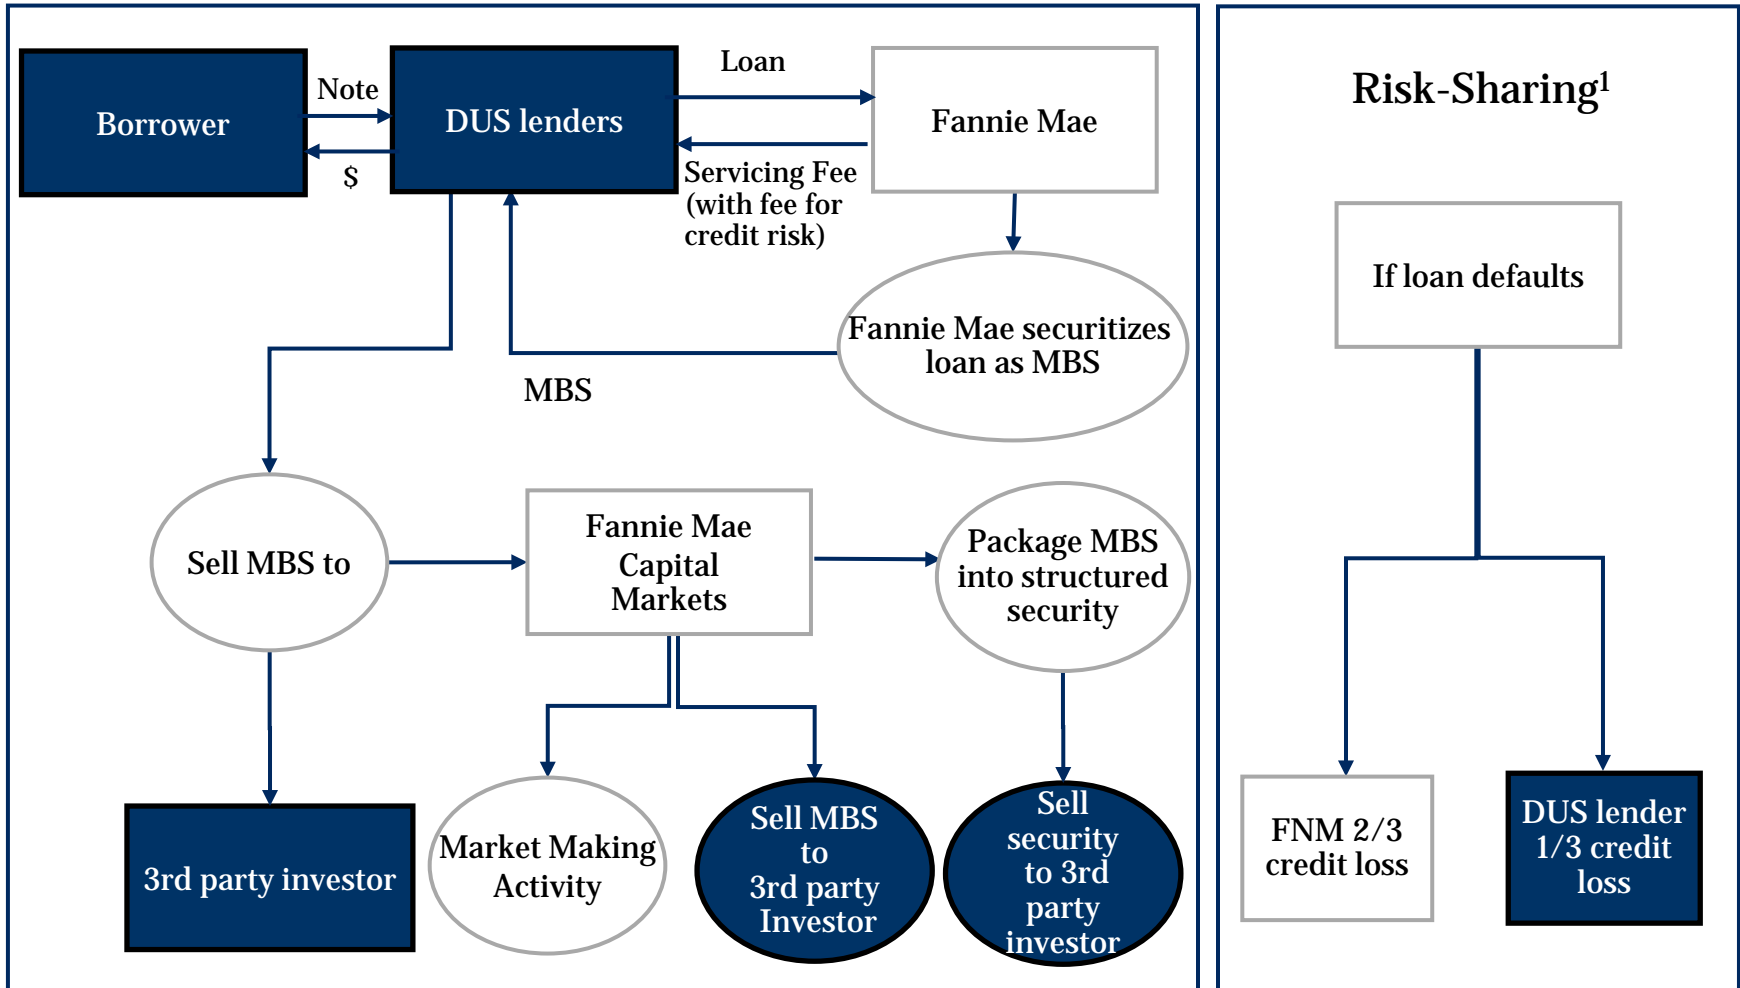 Borrower
Note
$
DUS lenders
Loan
Servicing Fee
(with fee for
credit risk)
Fannie Mae
Fannie Mae securitizes
loan as MBS
MBS
Sell MBS to
Fannie Mae
Capital
Markets
Package MBS
into structured
security
3rd party investor
Market Making
Activity
Sell MBS
to
3rd party
Investor
Sell
security
to 3rd
party
investor
Risk-Sharing¹
If loan defaults
FNM 2/3
credit loss
DUS lender
1/3 credit
loss